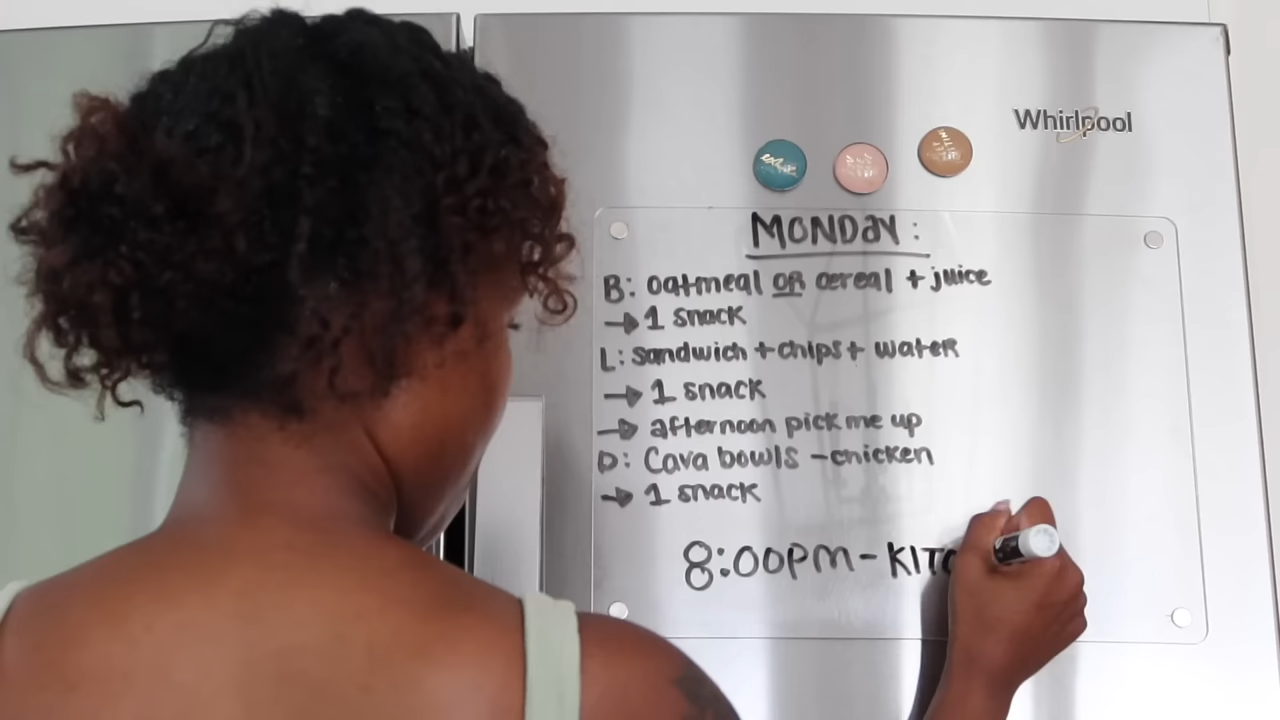 Whirlpool
MONDAY:
B: oatmeal OR cereal + juice
→ 1 snack
L: sandwich + chips + water
→ 1 snack
→ afternoon pick me up
D: Cava bowls - chicken
→ 1 snack
8:00PM - KITC